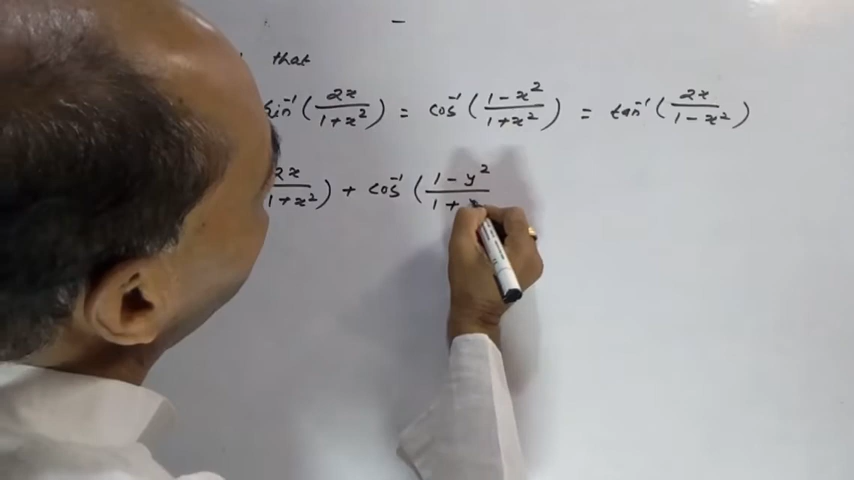 that
sin⁻¹(2x/1+x²) = cos⁻¹(1-x²/1+x²) = tan⁻¹(2x/1-x²)
2x/1+x²) + cos⁻¹(1-y²/1+